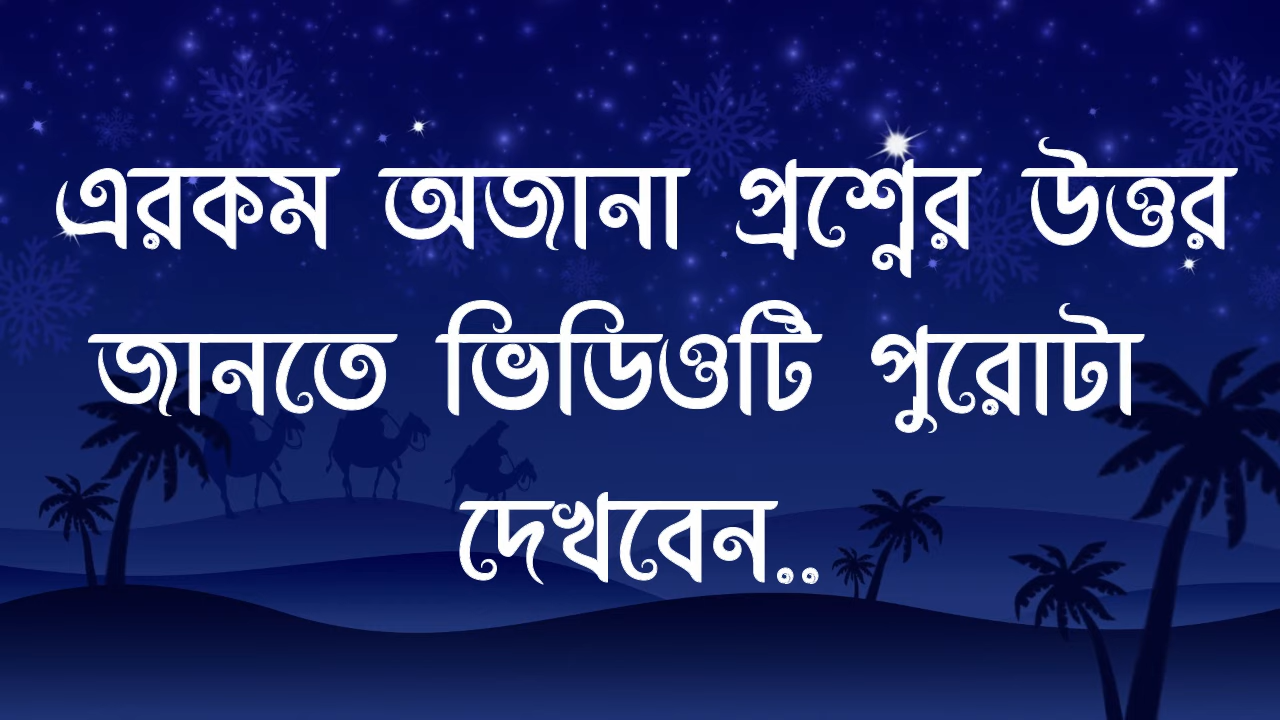 এরকম অজানা প্রশ্নের উত্তর
জানতে ভিডিওটি পুরোটা
দেখবেন..